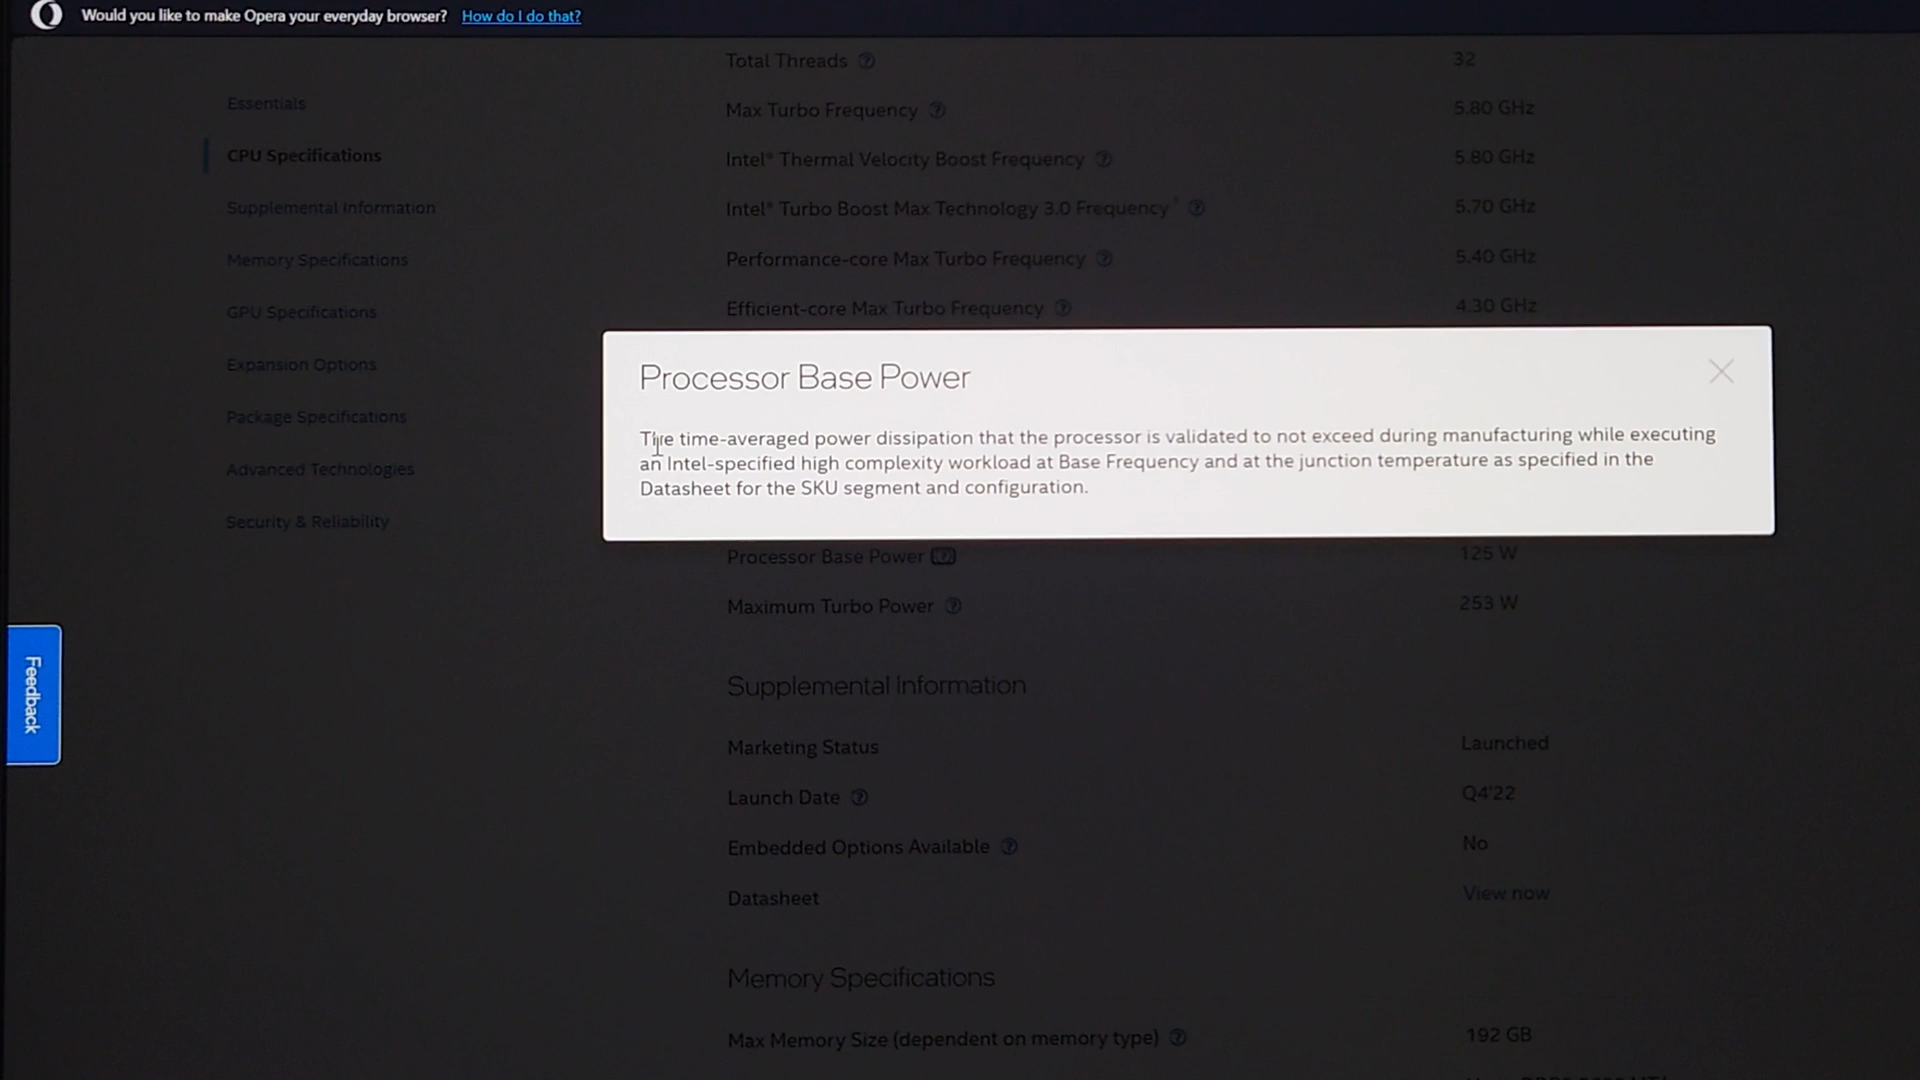 Would you like to make Opera your everyday browser? How do I do that?
Total Threads 32
Essentials
Max Turbo Frequency 5.80 GHz
CPU Specifications
Intel® Thermal Velocity Boost Frequency 5.80 GHz
Supplemental Information
Intel® Turbo Boost Max Technology 3.0 Frequency 5.70 GHz
Memory Specifications
Performance-core Max Turbo Frequency 5.40 GHz
GPU Specifications
Efficient-core Max Turbo Frequency 4.30 GHz
Expansion Options
Package Specifications
Advanced Technologies
Security & Reliability
Processor Base Power
The time-averaged power dissipation that the processor is validated to not exceed during manufacturing while executing
an Intel-specified high complexity workload at Base Frequency and at the junction temperature as specified in the
Datasheet for the SKU segment and configuration.
Processor Base Power 125 W
Maximum Turbo Power 253 W
Feedback
Supplemental Information
Marketing Status Launched
Launch Date Q4'22
Embedded Options Available No
Datasheet View now
Memory Specifications
Max Memory Size (dependent on memory type) 192 GB